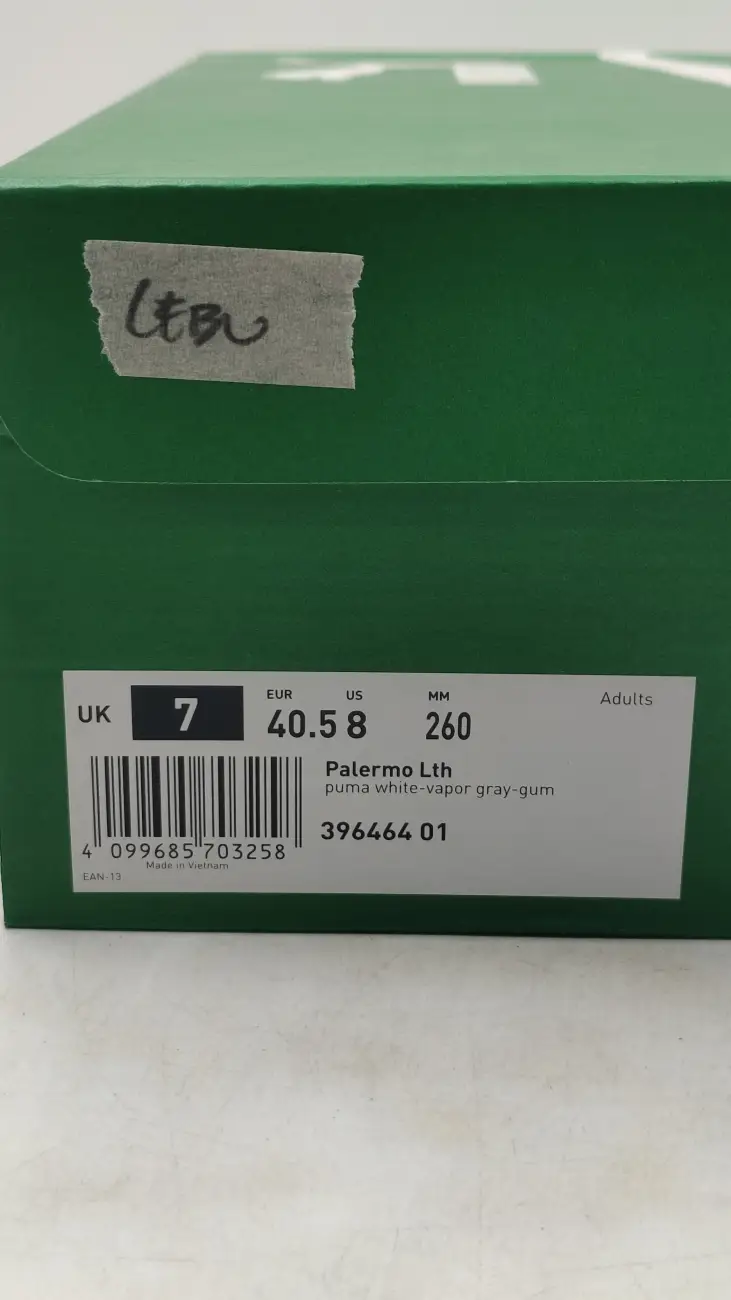 LEBU
UK 7
EUR US MM Adults
40.5 8 260
Palermo Lth
puma white-vapor gray-gum
396464 01
4 099685 703258
Made in Vietnam
EAN-13